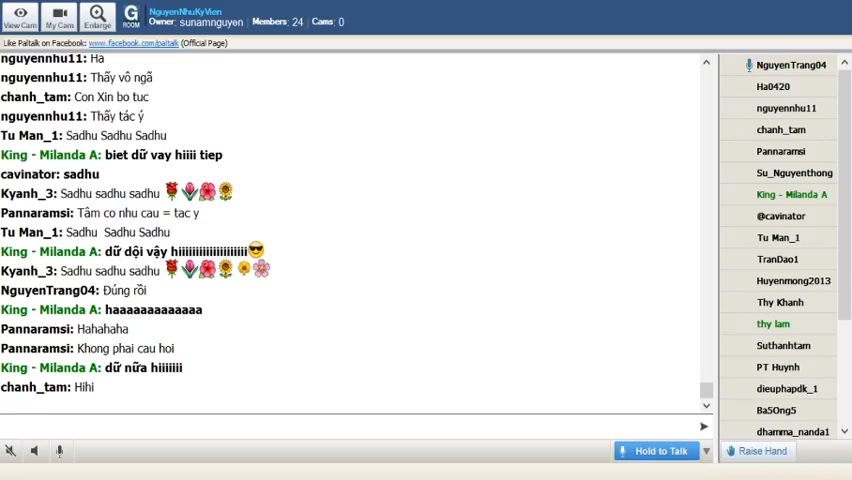 View Cam
My Cam
Enlarge
G
ROOM
NguyenNhuKyVien
Owner: sunamnguyen Members: 24 Cams: 0
Like Paltalk on Facebook: www.facebook.com/paltalk (Official Page)
nguyennhu11: Ha
nguyennhu11: Thấy vô ngã
chanh_tam: Con Xin bo tuc
nguyennhu11: Thấy tác ý
Tu Man_1: Sadhu Sadhu Sadhu
King - Milanda A: biet dữ vay hiiii tiep
cavinator: sadhu
Kyanh_3: Sadhu sadhu sadhu
Pannaramsi: Tâm co nhu cau = tac y
Tu Man_1: Sadhu Sadhu Sadhu
King - Milanda A: dữ dội vậy hiiiiiiiiiiiiiiiiiiiii
Kyanh_3: Sadhu sadhu sadhu
NguyenTrang04: Đúng rồi
King - Milanda A: haaaaaaaaaaaaa
Pannaramsi: Hahahaha
Pannaramsi: Khong phai cau hoi
King - Milanda A: dữ nữa hiiiiiii
chanh_tam: Hihi
NguyenTrang04
Ha0420
nguyennhu11
chanh_tam
Pannaramsi
Su_Nguyenthong
King - Milanda A
@cavinator
Tu Man_1
TranDao1
Huyenmong2013
Thy Khanh
thy lam
Suthanhtam
PT Huynh
dieuphapdk_1
Ba5Ong5
dhamma_nanda1
Hold to Talk
Raise Hand